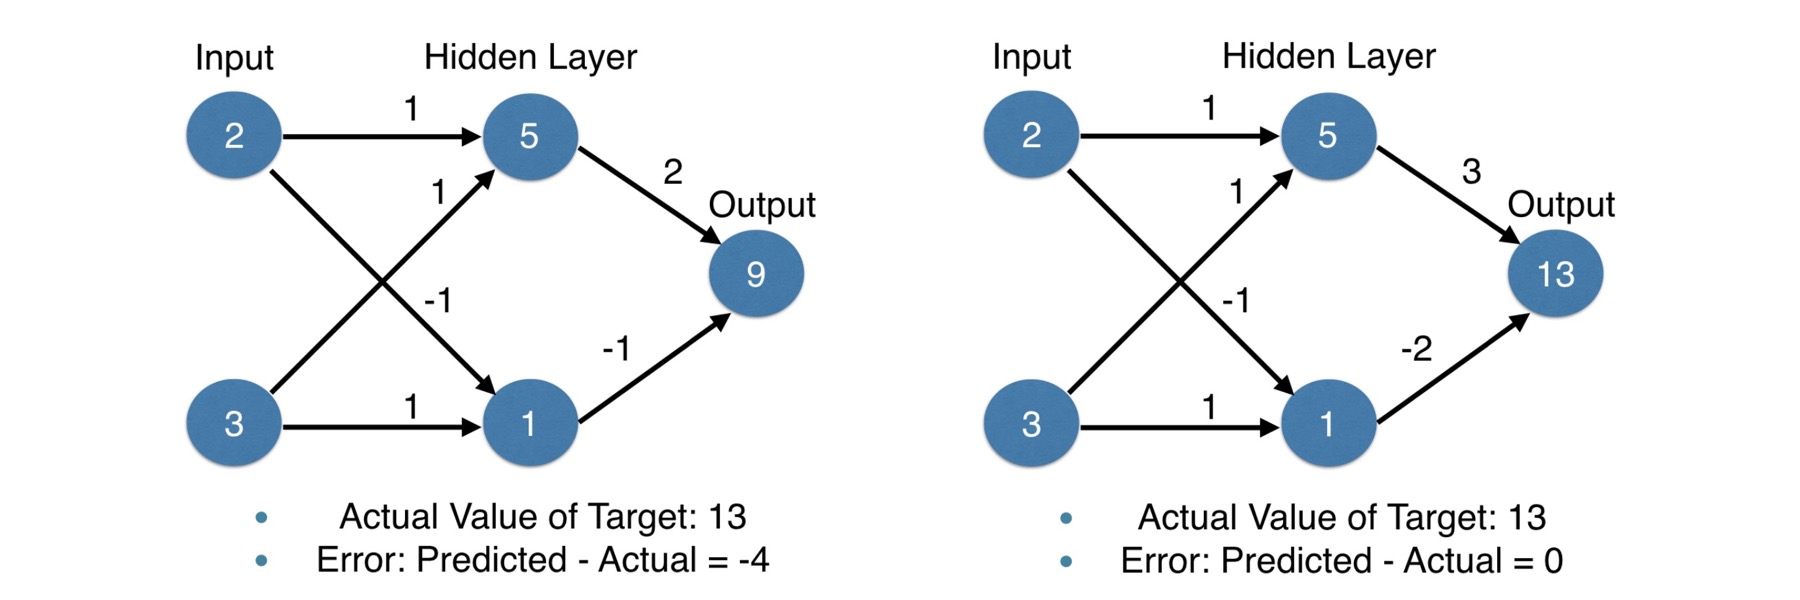 Input
Hidden Layer
2
1
5
1
2
Output
9
-1
-1
3
1
1
• Actual Value of Target: 13
• Error: Predicted - Actual = -4
Input
Hidden Layer
2
1
5
1
3
Output
13
-1
-2
3
1
1
• Actual Value of Target: 13
• Error: Predicted - Actual = 0